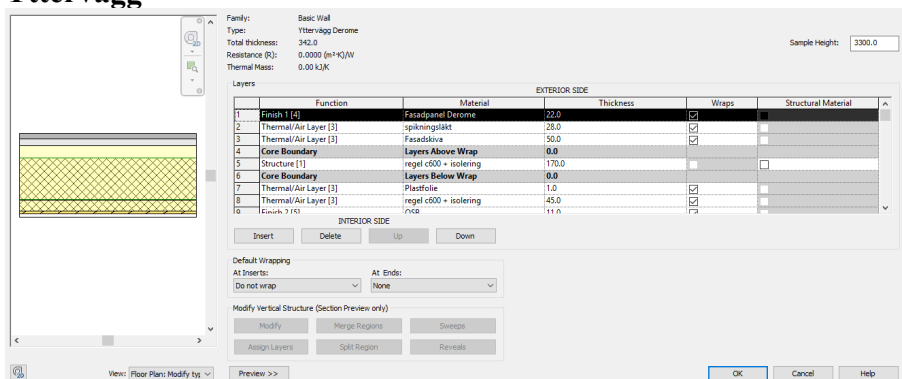 Yttervägg
Family: Basic Wall
Type: Yttervägg Derome
Total thickness: 342.0
Sample Height: 3300.0
Resistance (R): 0.0000 (m²·K)/W
Thermal Mass: 0.00 kJ/K
Layers
EXTERIOR SIDE
Function Material Thickness Wraps Structural Material
1 Finish 1 [4] Fasadpanel Derome 22.0
2 Thermal/Air Layer [3] spikningsläkt 28.0
3 Thermal/Air Layer [3] Fasadskiva 50.0
4 Core Boundary Layers Above Wrap 0.0
5 Structure [1] regel c600 + isolering 170.0
6 Core Boundary Layers Below Wrap 0.0
7 Thermal/Air Layer [3] Plastfolie 1.0
8 Thermal/Air Layer [3] regel c600 + isolering 45.0
9 Finish 2 [5] OSB 11.0
INTERIOR SIDE
Insert Delete Up Down
Default Wrapping
At Inserts: At Ends:
Do not wrap None
Modify Vertical Structure (Section Preview only)
Modify Merge Regions Sweeps
Assign Layers Split Region Reveals
View: Floor Plan: Modify typ Preview >> OK Cancel Help